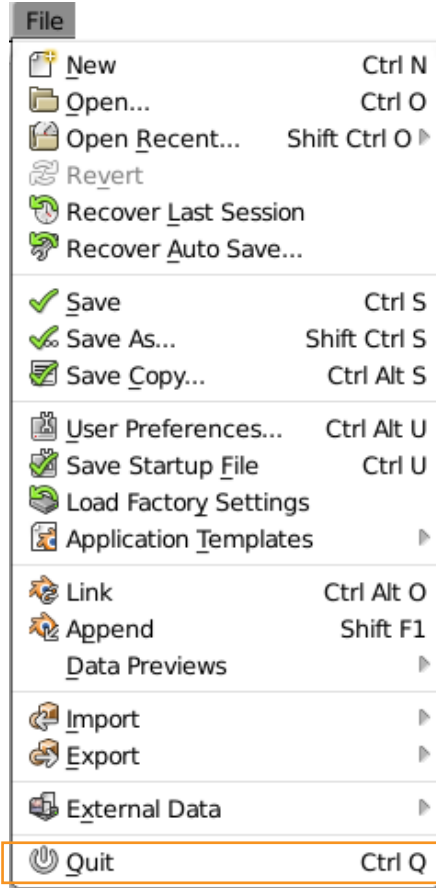 File
New Ctrl N
Open... Ctrl O
Open Recent... Shift Ctrl O
Revert
Recover Last Session
Recover Auto Save...
Save Ctrl S
Save As... Shift Ctrl S
Save Copy... Ctrl Alt S
User Preferences... Ctrl Alt U
Save Startup File Ctrl U
Load Factory Settings
Application Templates
Link Ctrl Alt O
Append Shift F1
Data Previews
Import
Export
External Data
Quit Ctrl Q